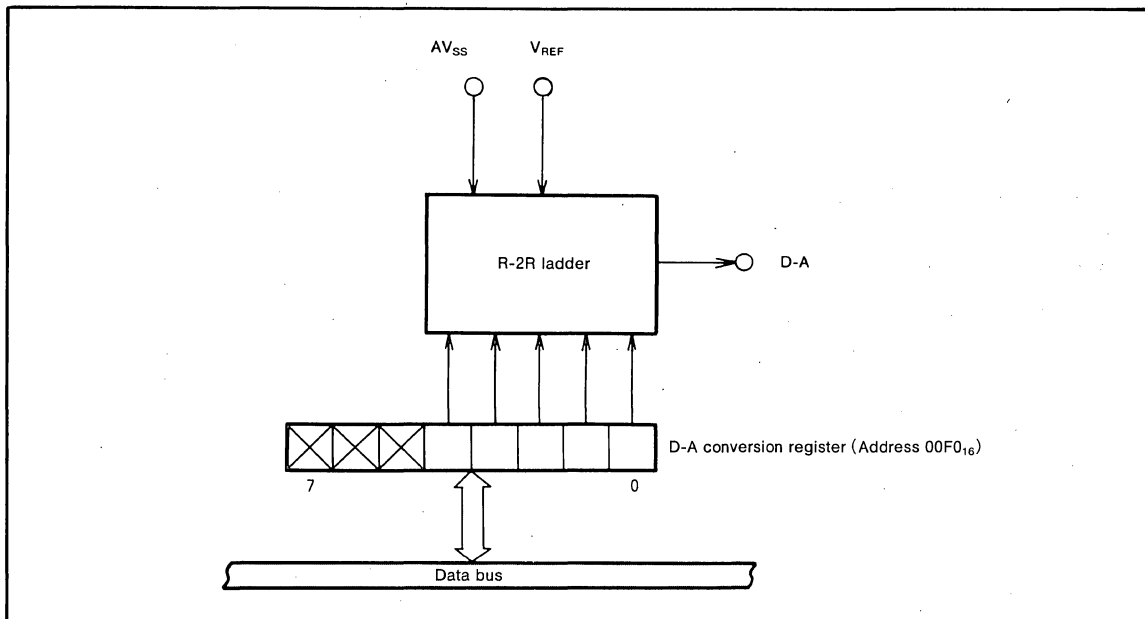 AVSS VREF
R-2R ladder
D-A
D-A conversion register (Address 00F016)
7 0
Data bus